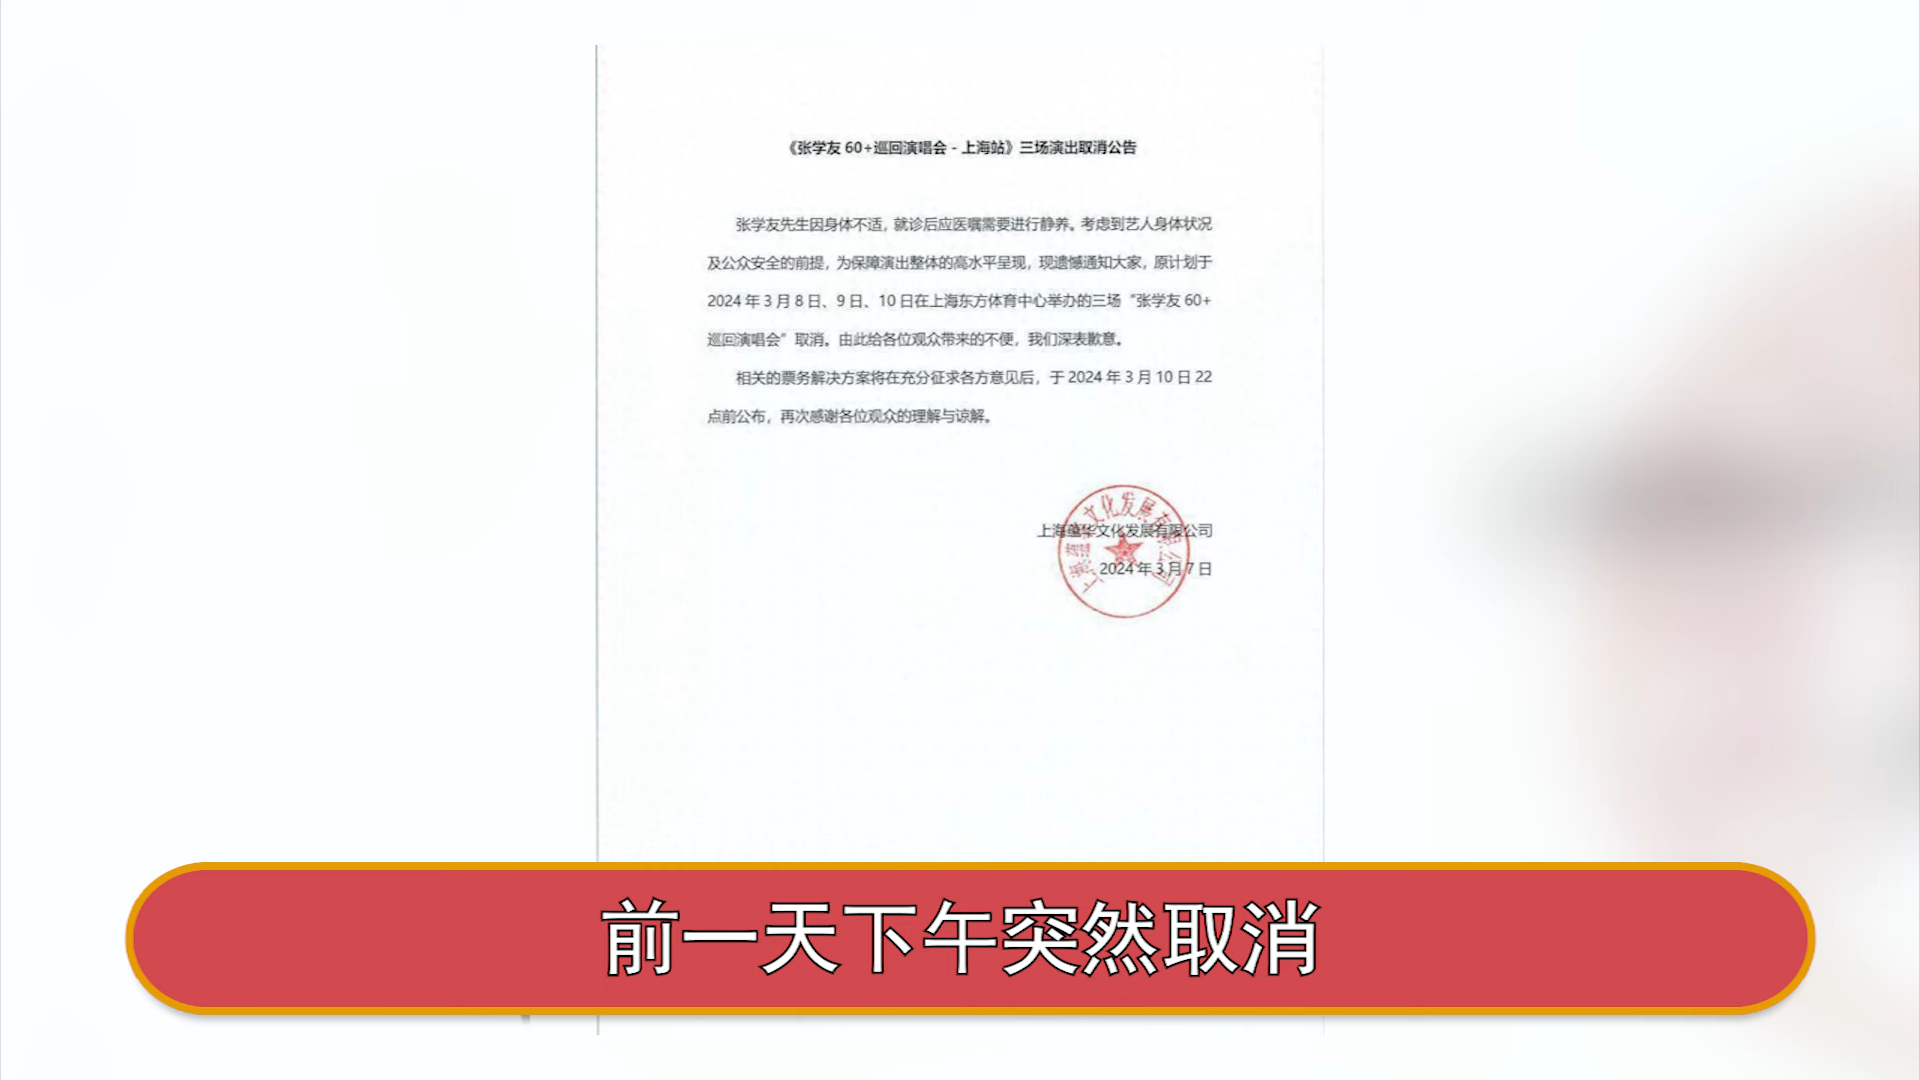 《张学友 60+巡回演唱会 - 上海站》三场演出取消公告
张学友先生因身体不适，就诊后应医嘱需要进行静养。考虑到艺人身体状况
及公众安全的前提，为保障演出整体的高水平呈现，现遗憾通知大家，原计划于
2024 年 3 月 8 日、9 日、10 日在上海东方体育中心举办的三场“张学友 60+
巡回演唱会”取消。由此给各位观众带来的不便，我们深表歉意。
相关的票务解决方案将在充分征求各方意见后，于 2024 年 3 月 10 日 22
点前公布，再次感谢各位观众的理解与谅解。
上海蕴华文化发展有限公司
2024 年 3 月 7 日
前一天下午突然取消